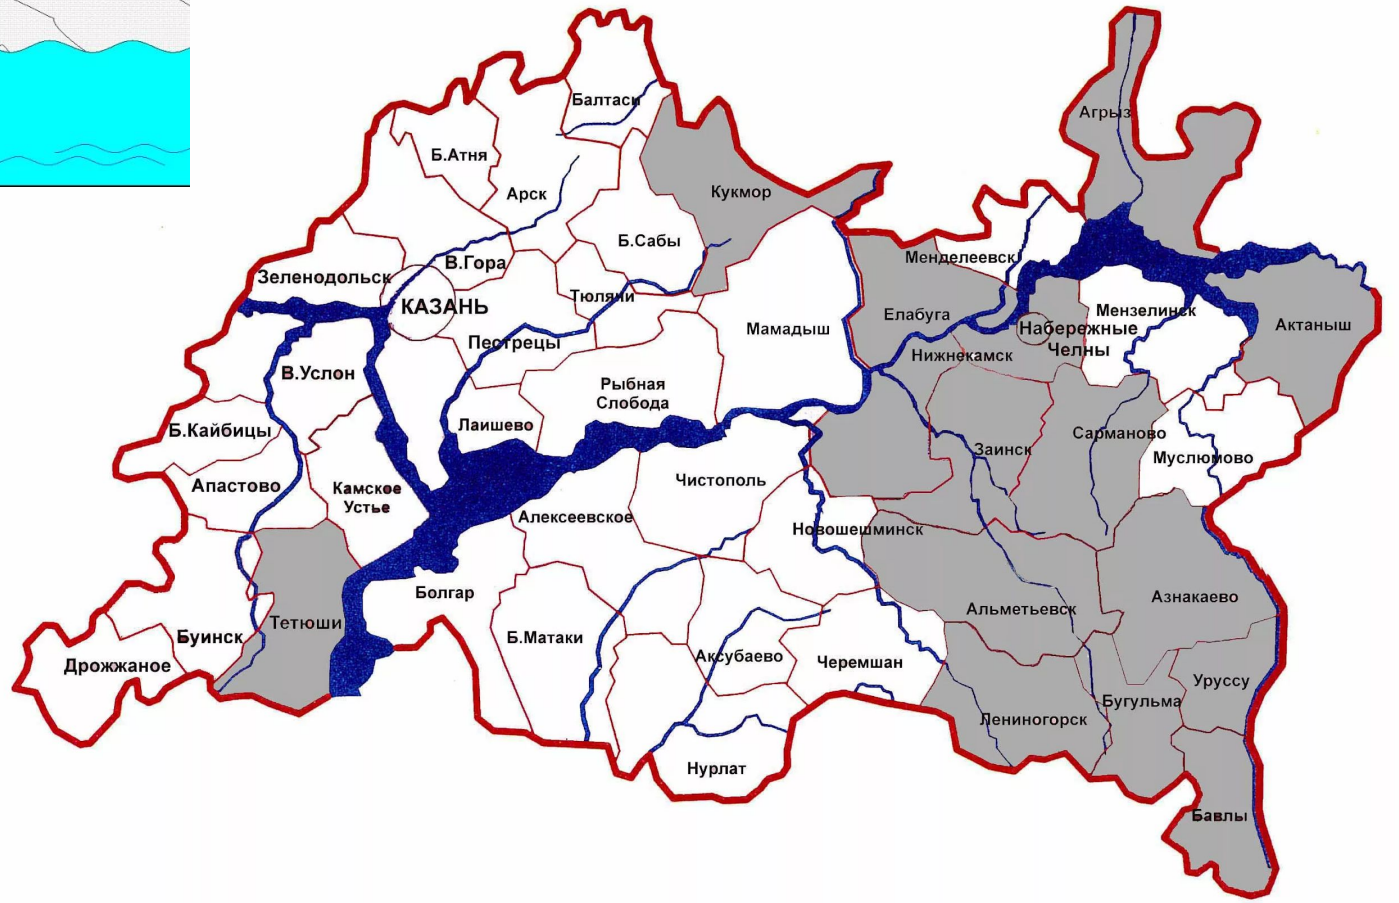 Балтаси
Агрыз
Б.Атня
Арск
Кукмор
Б.Сабы
Менделеевск
В.Гора
Зеленодольск
Тюлячи
КАЗАНЬ
Мензелинск
Елабуга
Мамадыш
Набережные
Челны
Актаныш
Пестрецы
Нижнекамск
В.Услон
Рыбная
Слобода
Лаишево
Б.Кайбицы
Сарманово
Заинск
Муслюмово
Чистополь
Апастово
Камское
Устье
Алексеевское
Новошешминск
Болгар
Азнакаево
Альметьевск
Тетюши
Буинск
Б.Матаки
Аксубаево
Черемшан
Дрожжаное
Уруссу
Бугульма
Лениногорск
Нурлат
Бавлы